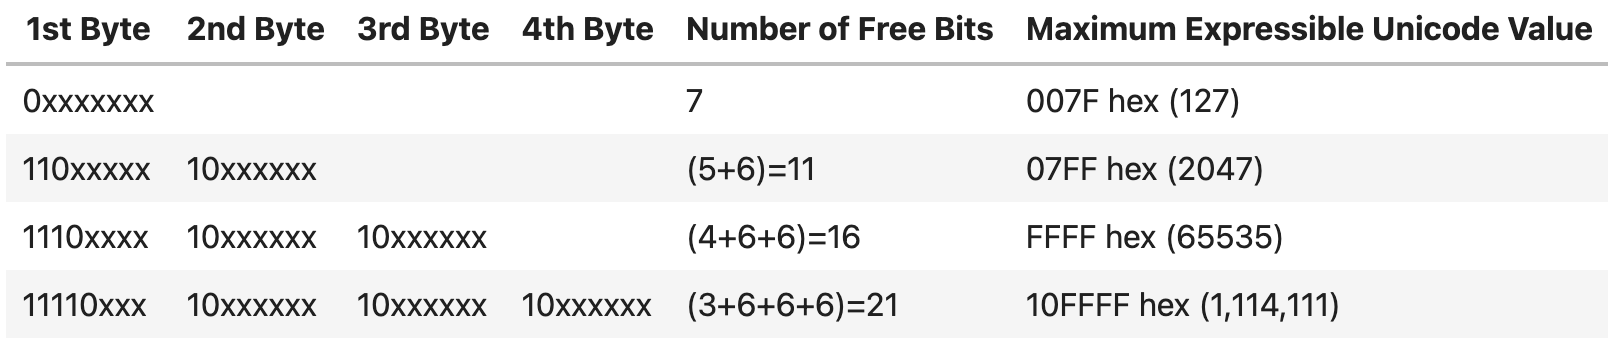 1st Byte 2nd Byte 3rd Byte 4th Byte Number of Free Bits Maximum Expressible Unicode Value
0xxxxxxx 7 007F hex (127)
110xxxxx 10xxxxxx (5+6)=11 07FF hex (2047)
1110xxxx 10xxxxxx 10xxxxxx (4+6+6)=16 FFFF hex (65535)
11110xxx 10xxxxxx 10xxxxxx 10xxxxxx (3+6+6+6)=21 10FFFF hex (1,114,111)